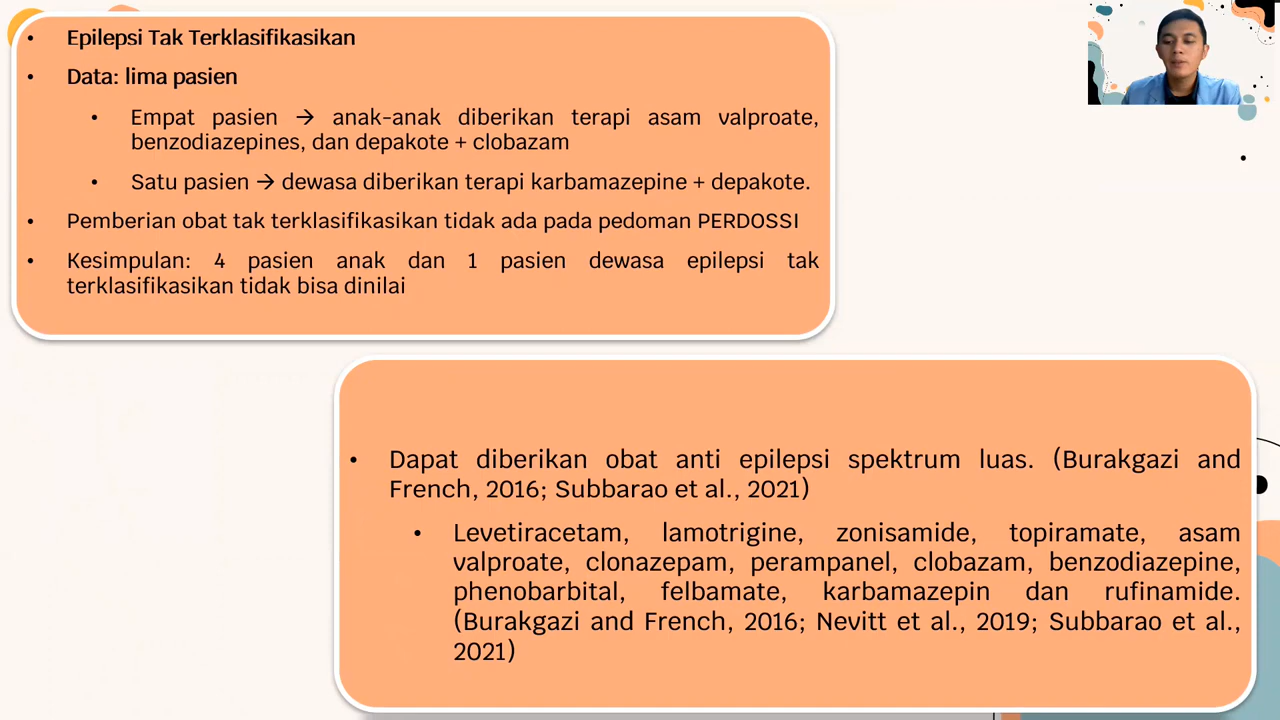 Epilepsi Tak Terklasifikasikan
Data: lima pasien
Empat pasien → anak-anak diberikan terapi asam valproate,
benzodiazepines, dan depakote + clobazam
Satu pasien → dewasa diberikan terapi karbamazepine + depakote.
Pemberian obat tak terklasifikasikan tidak ada pada pedoman PERDOSSI
Kesimpulan: 4 pasien anak dan 1 pasien dewasa epilepsi tak
terklasifikasikan tidak bisa dinilai
Dapat diberikan obat anti epilepsi spektrum luas. (Burakgazi and
French, 2016; Subbarao et al., 2021)
Levetiracetam, lamotrigine, zonisamide, topiramate, asam
valproate, clonazepam, perampanel, clobazam, benzodiazepine,
phenobarbital, felbamate, karbamazepin dan rufinamide.
(Burakgazi and French, 2016; Nevitt et al., 2019; Subbarao et al.,
2021)